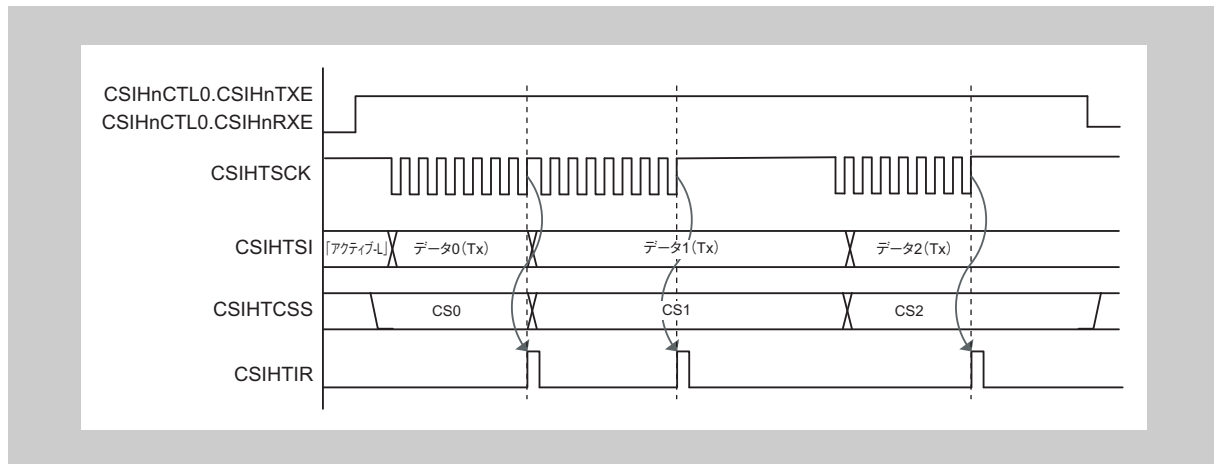 CSIHnCTL0.CSIHnTXE
CSIHnCTL0.CSIHnRXE
CSIHTSCK
CSIHTSI
「アクティブ-L」
データ0(Tx)
データ1(Tx)
データ2(Tx)
CSIHTCSS
CS0
CS1
CS2
CSIHTIR